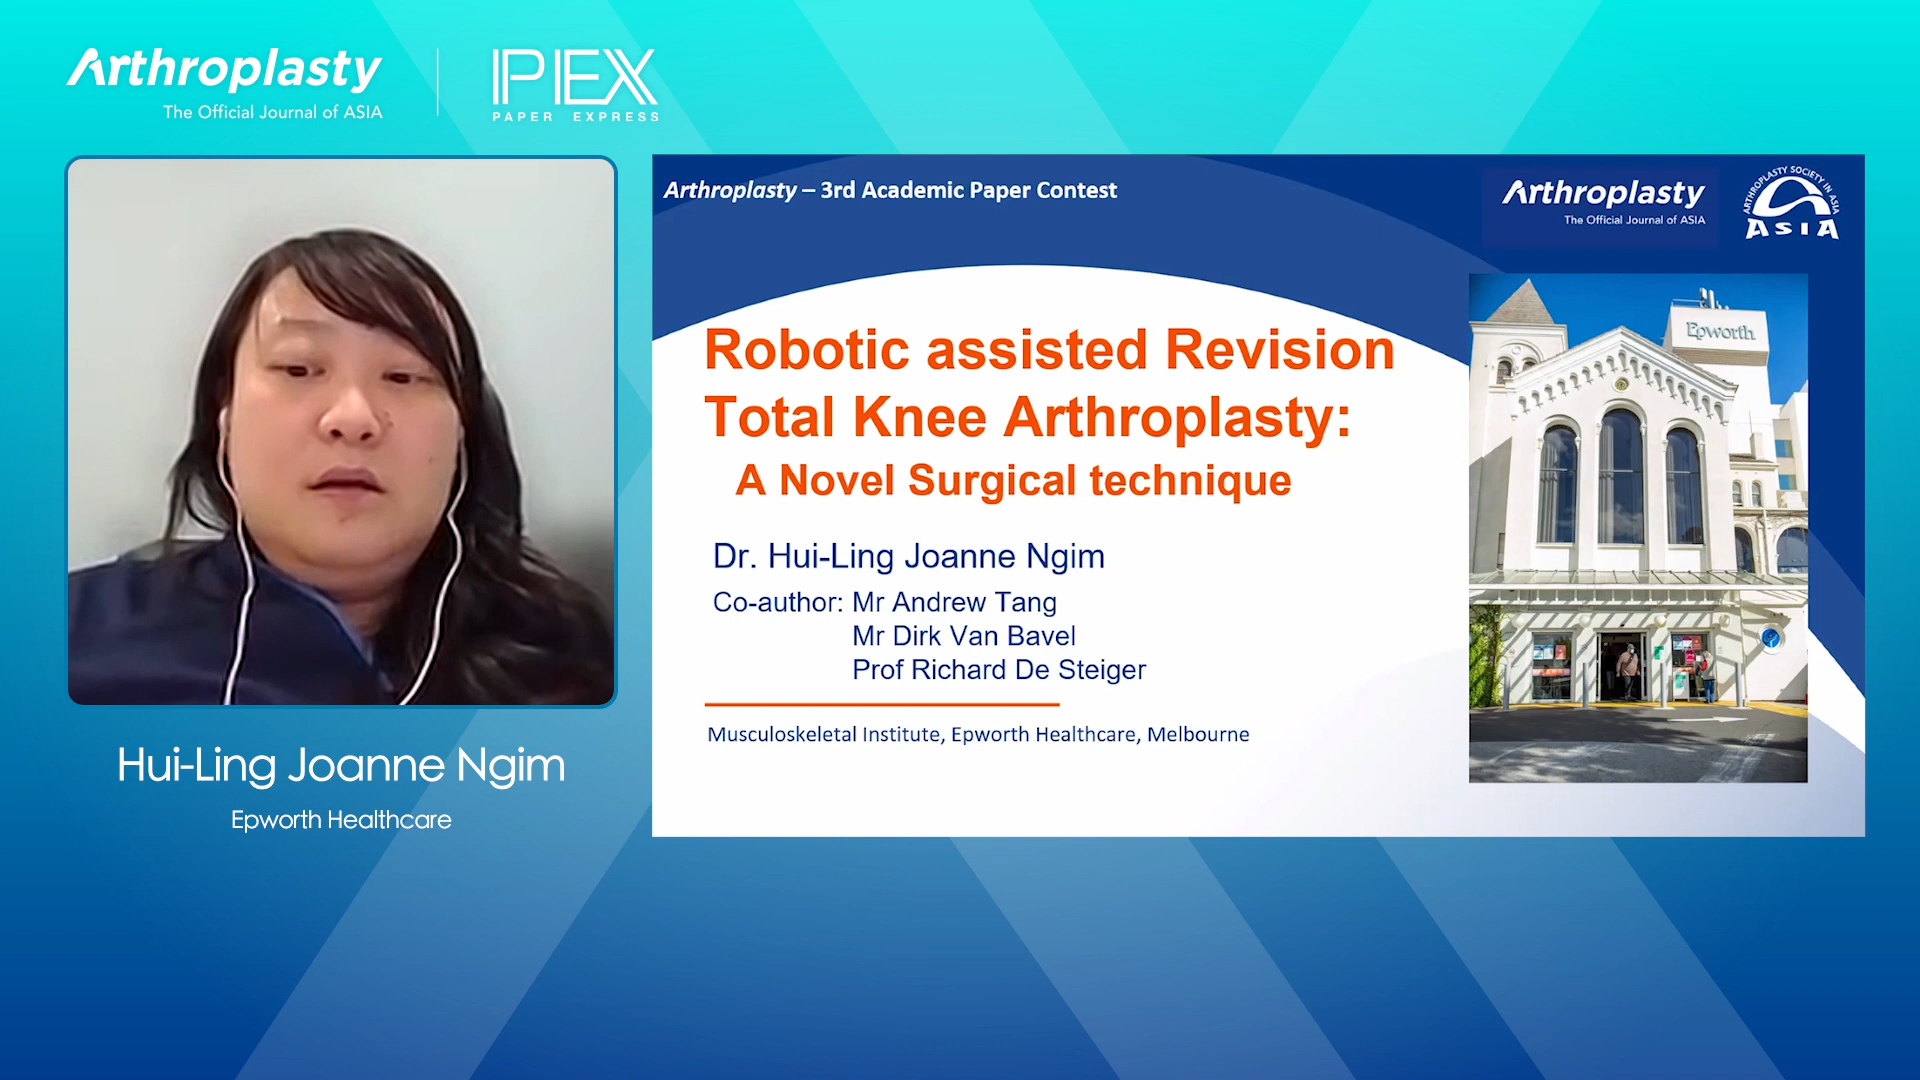 Arthroplasty
The Official Journal of ASIA
IPEX
PAPER EXPRESS
Hui-Ling Joanne Ngim
Epworth Healthcare
Arthroplasty – 3rd Academic Paper Contest
Arthroplasty
The Official Journal of ASIA
ARTHROPLASTY SOCIETY IN ASIA
ASIA
Robotic assisted Revision
Total Knee Arthroplasty:
A Novel Surgical technique
Dr. Hui-Ling Joanne Ngim
Co-author: Mr Andrew Tang
Mr Dirk Van Bavel
Prof Richard De Steiger
Musculoskeletal Institute, Epworth Healthcare, Melbourne
Epworth